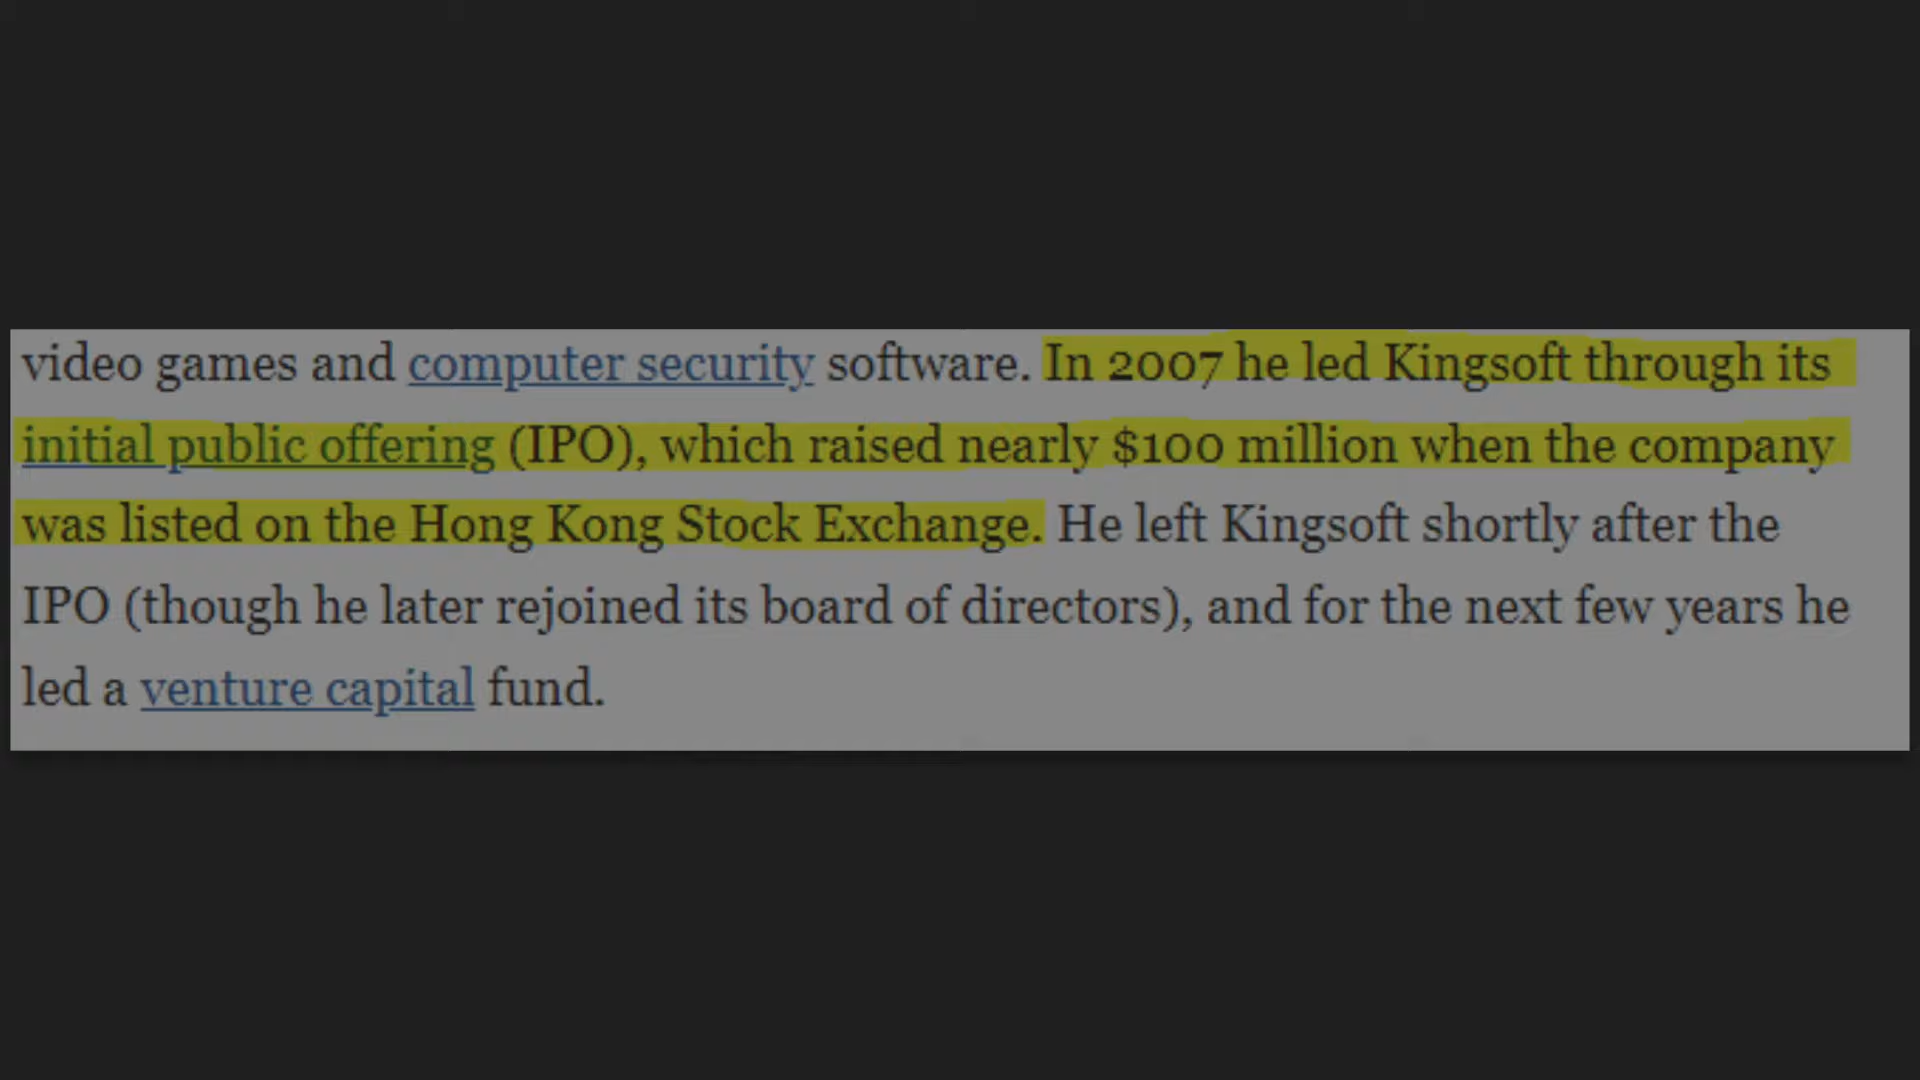 video games and computer security software. In 2007 he led Kingsoft through its
initial public offering (IPO), which raised nearly $100 million when the company
was listed on the Hong Kong Stock Exchange. He left Kingsoft shortly after the
IPO (though he later rejoined its board of directors), and for the next few years he
led a venture capital fund.